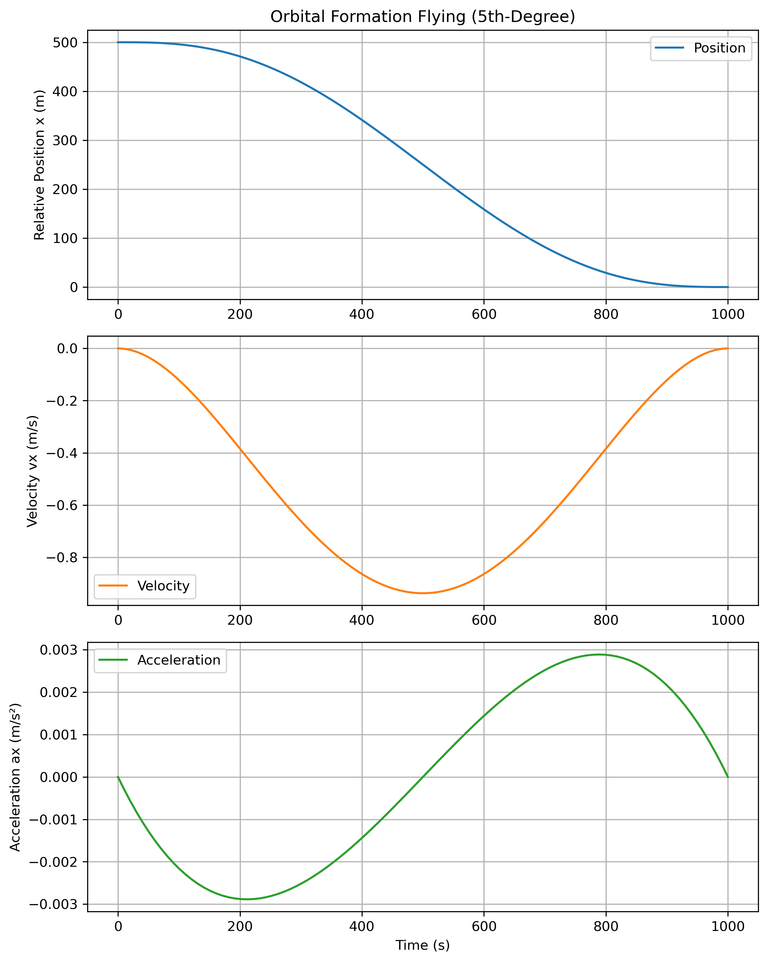 Orbital Formation Flying (5th-Degree)
Relative Position x (m)
500
400
300
200
100
0
Position
0 200 400 600 800 1000
Velocity vx (m/s)
0.0
−0.2
−0.4
−0.6
−0.8
Velocity
0 200 400 600 800 1000
Acceleration ax (m/s²)
0.003
0.002
0.001
0.000
−0.001
−0.002
−0.003
Acceleration
0 200 400 600 800 1000
Time (s)